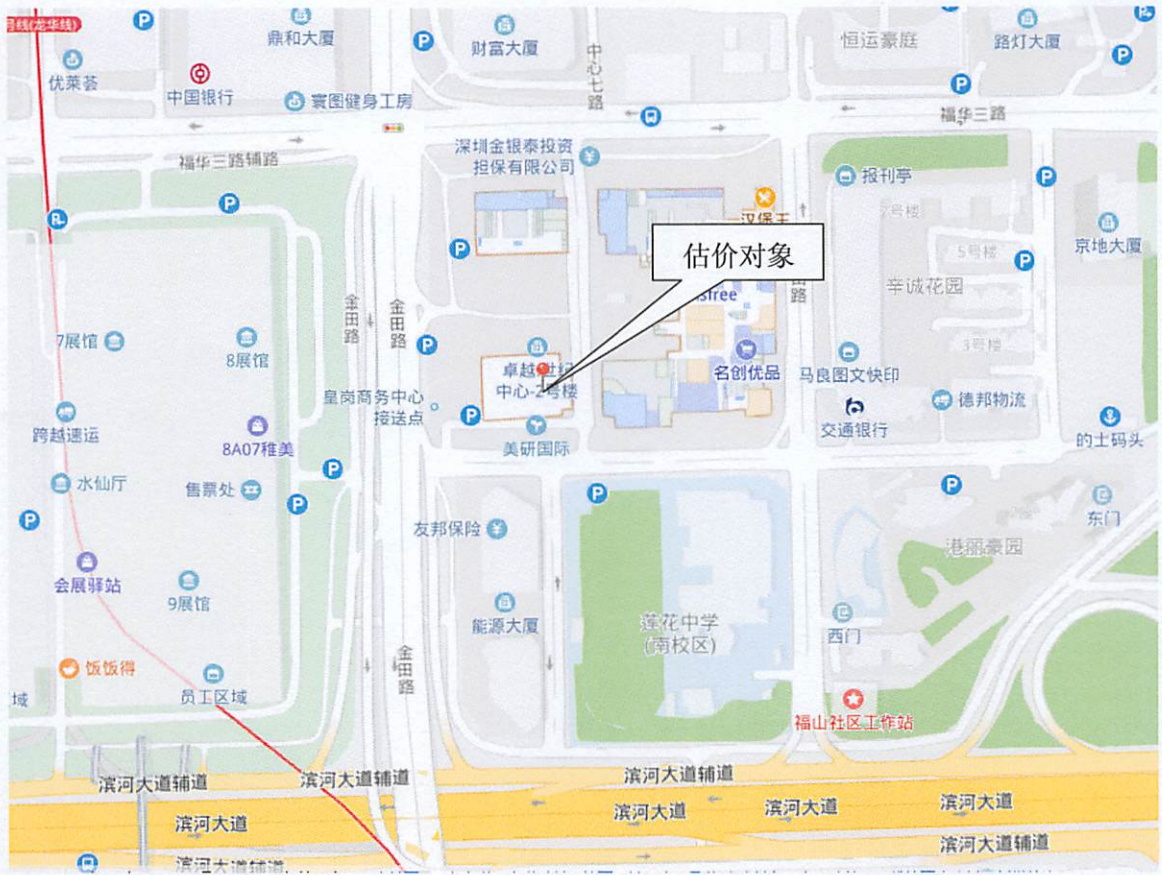 号线(龙华线)
鼎和大厦
财富大厦
恒运豪庭
路灯大厦
优莱荟
中国银行
寰图健身工房
中心七路
福华三路
福华三路辅路
深圳金银泰投资
担保有限公司
报刊亭
汉堡王
7号楼
5号楼
京地大厦
估价对象
辛诚花园
sfree
路
金田路
金田路
3号楼
7展馆
8展馆
卓越世纪
中心-2号楼
名创优品
马良图文快印
皇岗商务中心
接送点
德邦物流
跨越速运
8A07稚美
美研国际
交通银行
的士码头
水仙厅
售票处
友邦保险
东门
港丽豪园
会展驿站
9展馆
能源大厦
莲花中学
(南校区)
西门
饭饭得
金田路
域
员工区域
福山社区工作站
滨河大道辅道
滨河大道辅道
滨河大道辅道
滨河大道
滨河大道
滨河大道
滨河大道
滨河大道辅道
滨河大道辅道